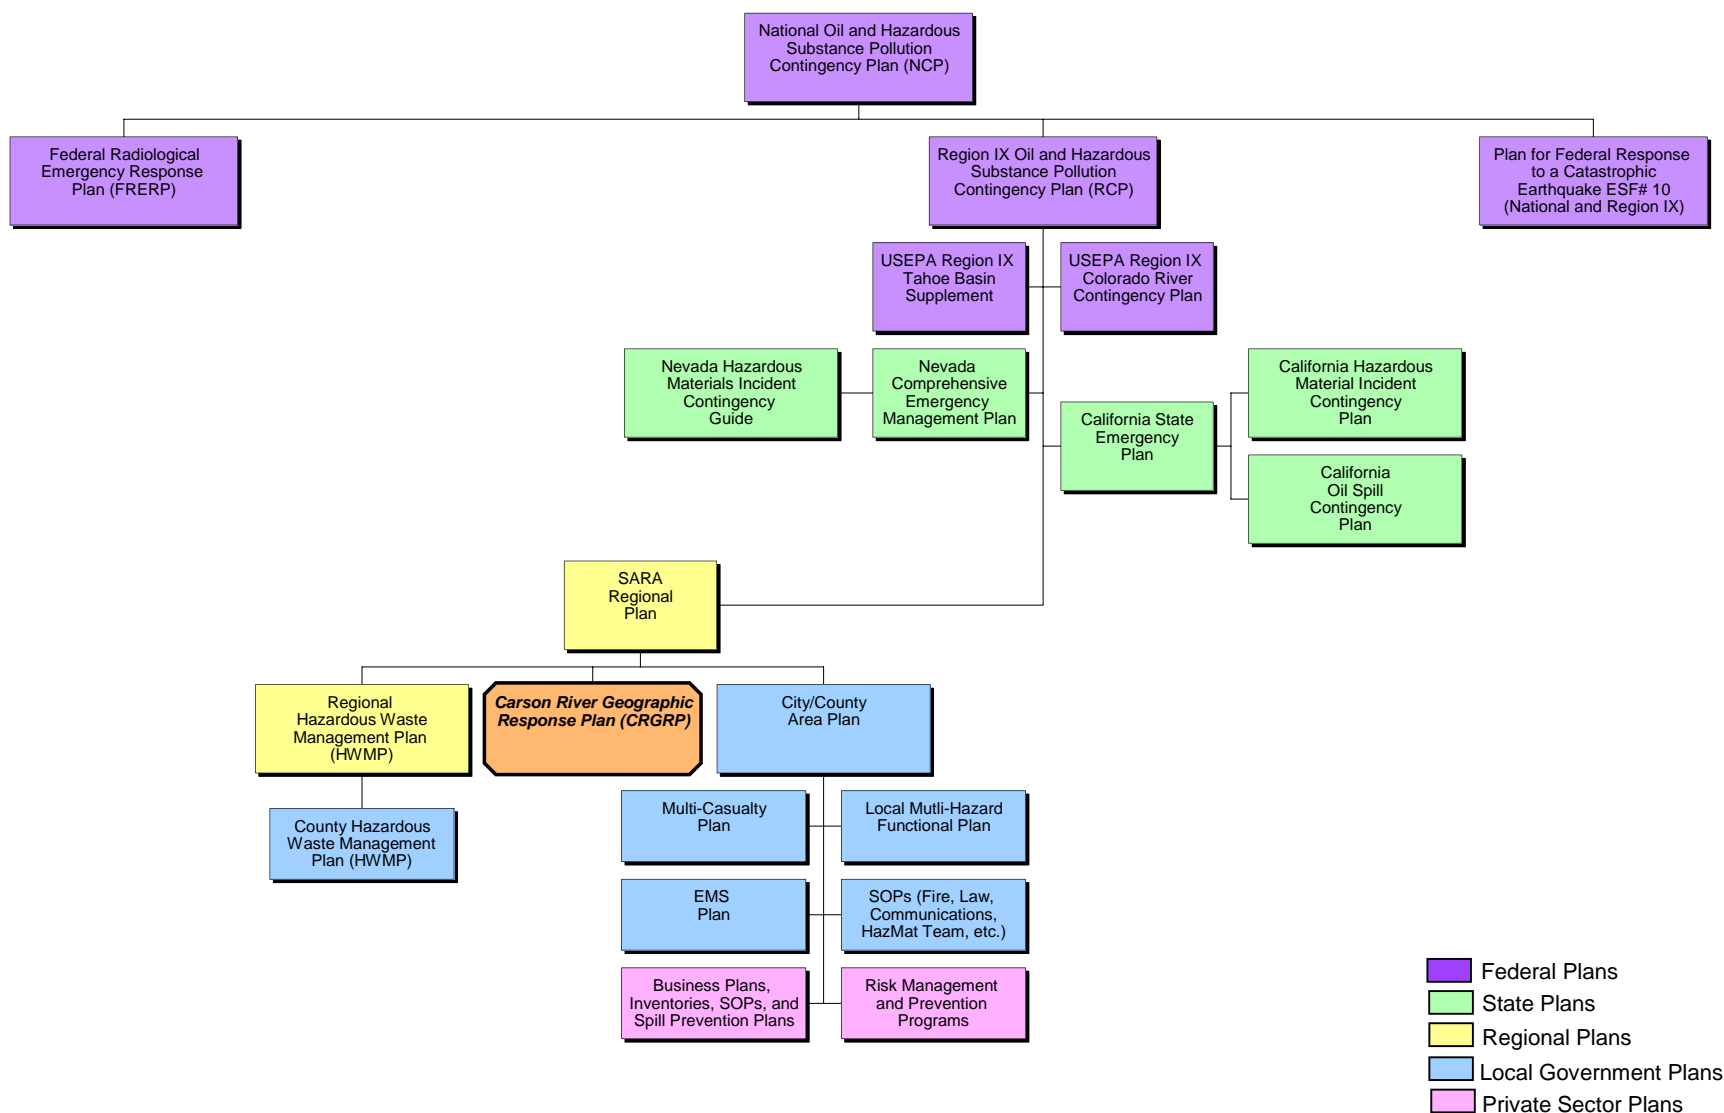 National Oil and Hazardous
Substance Pollution
Contingency Plan (NCP)
Federal Radiological
Emergency Response
Plan (FRERP)
Region IX Oil and Hazardous
Substance Pollution
Contingency Plan (RCP)
Plan for Federal Response
to a Catastrophic
Earthquake ESF# 10
(National and Region IX)
USEPA Region IX
Tahoe Basin
Supplement
USEPA Region IX
Colorado River
Contingency Plan
Nevada Hazardous
Materials Incident
Contingency
Guide
Nevada
Comprehensive
Emergency
Management Plan
California State
Emergency
Plan
California Hazardous
Material Incident
Contingency
Plan
California
Oil Spill
Contingency
Plan
SARA
Regional
Plan
Regional
Hazardous Waste
Management Plan
(HWMP)
Carson River Geographic
Response Plan (CRGRP)
City/County
Area Plan
County Hazardous
Waste Management
Plan (HWMP)
Multi-Casualty
Plan
Local Mutli-Hazard
Functional Plan
EMS
Plan
SOPs (Fire, Law,
Communications,
HazMat Team, etc.)
Business Plans,
Inventories, SOPs, and
Spill Prevention Plans
Risk Management
and Prevention
Programs
Federal Plans
State Plans
Regional Plans
Local Government Plans
Private Sector Plans